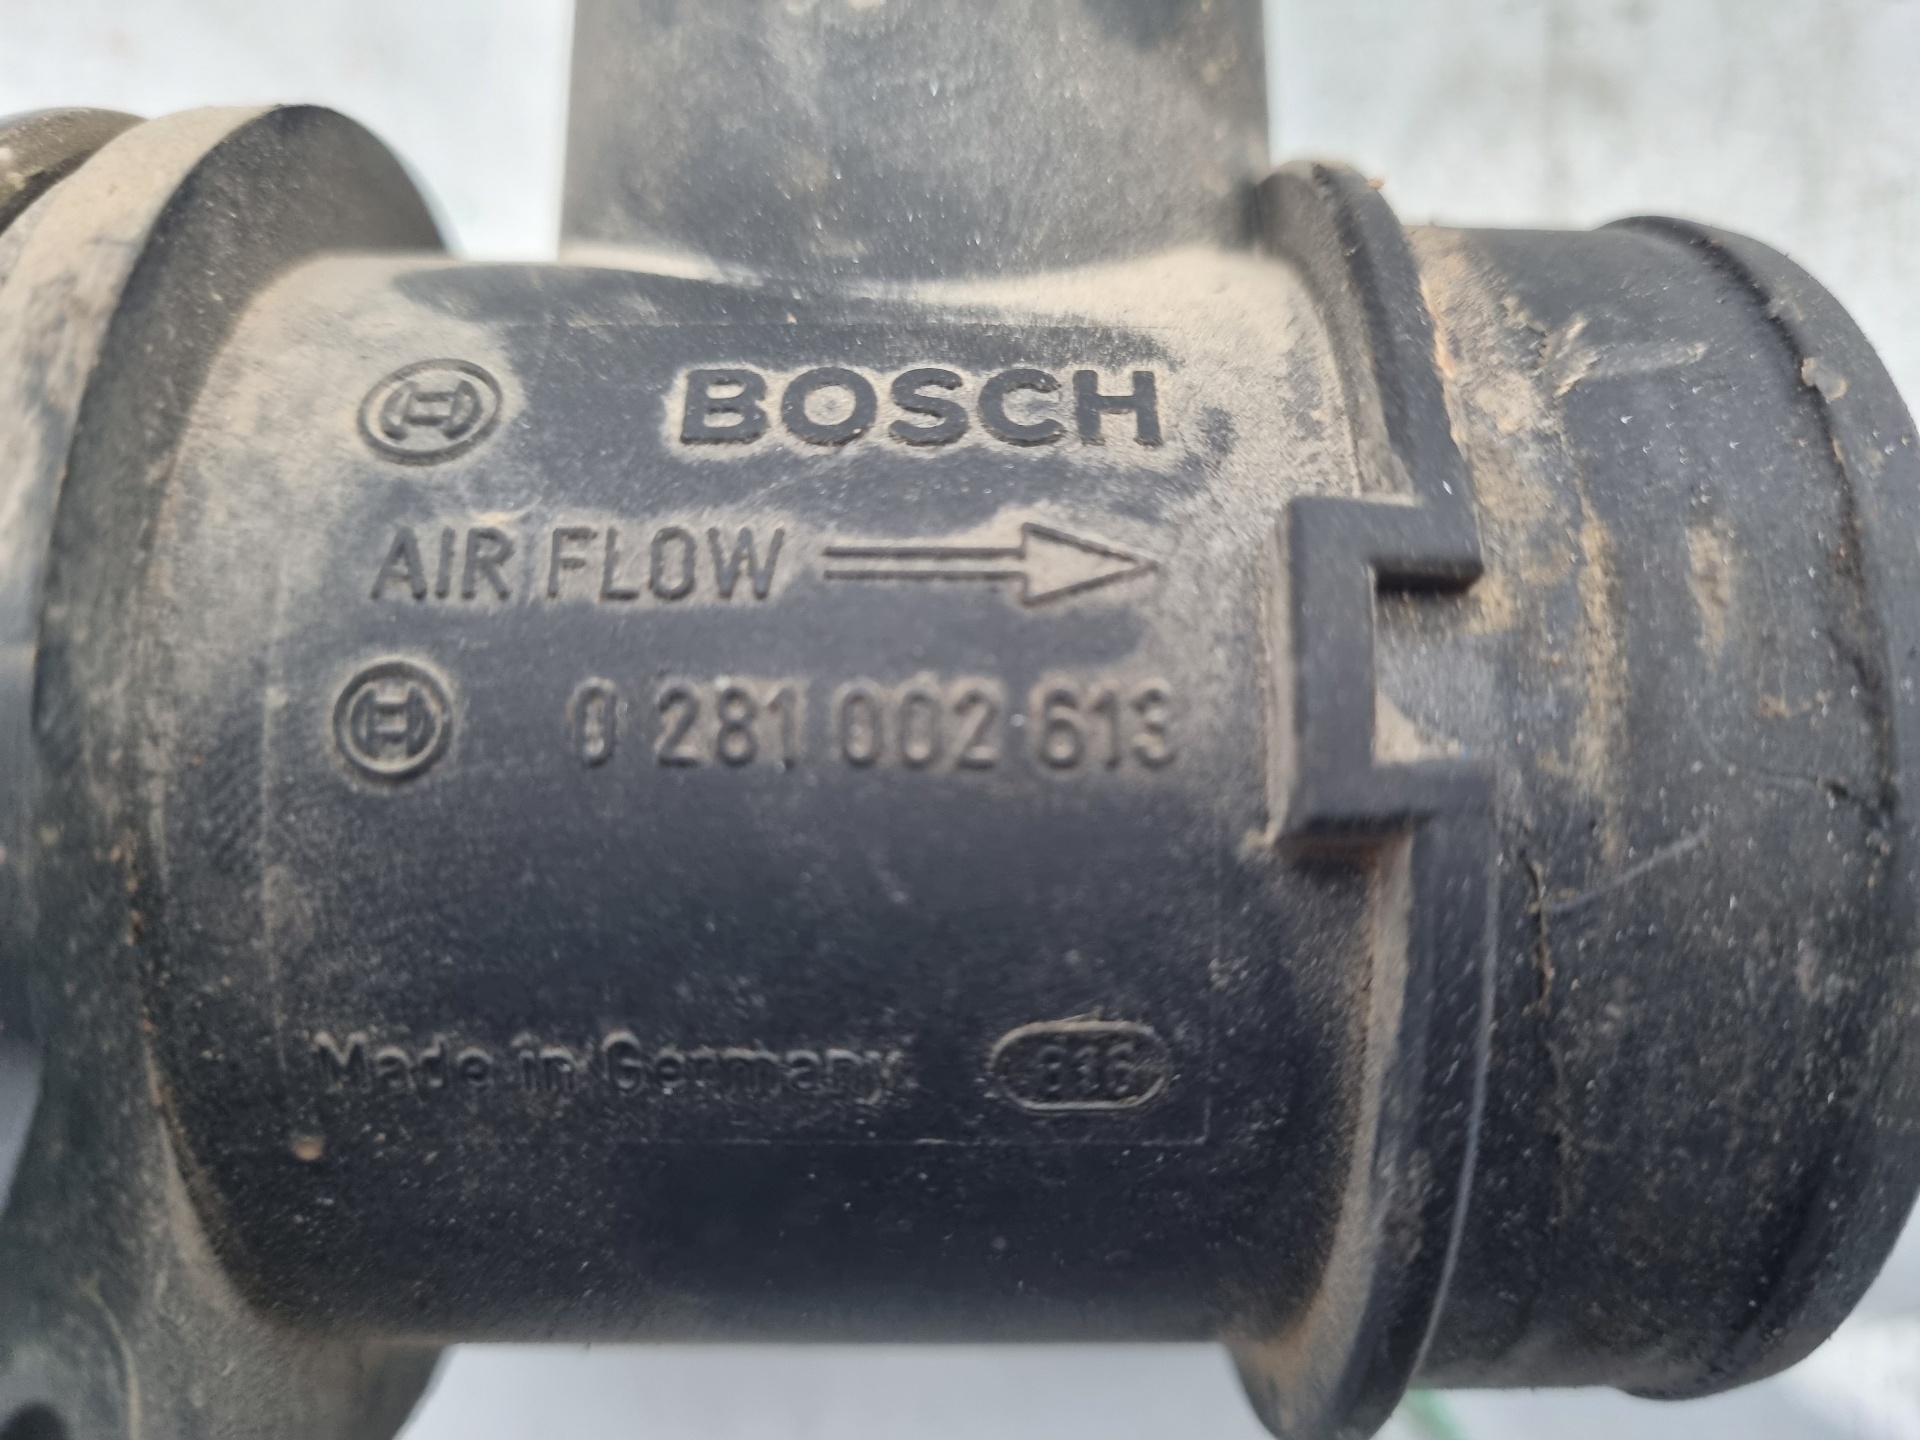 BOSCH
AIR FLOW
0 281 002 613
Made in Germany 816